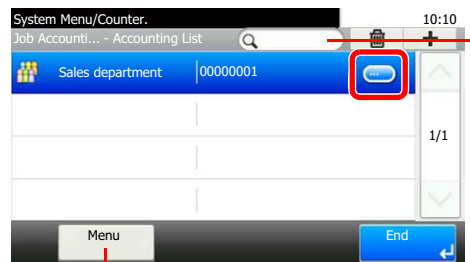 System Menu/Counter.
10:10
Job Accounti... - Accounting List
Sales department 00000001
1/1
Menu
End